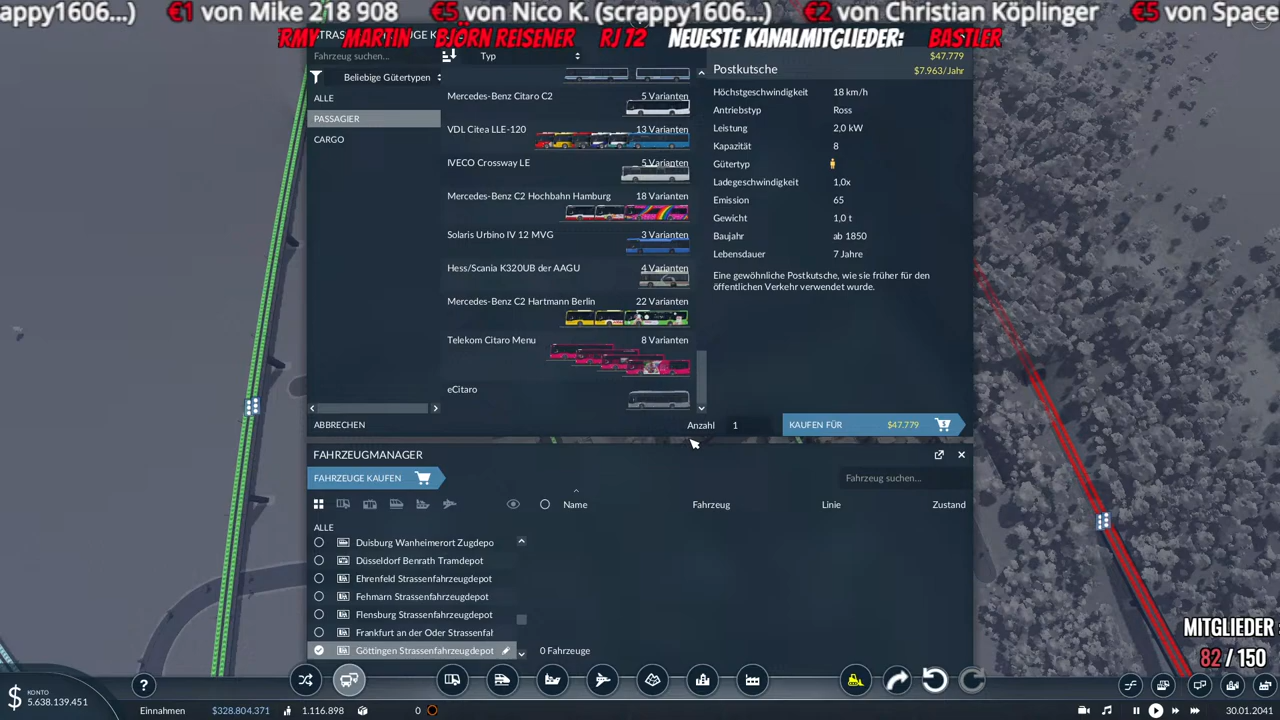 appy1606...) €1 von Mike 218 908 €5 von Nico K. (scrappy1606...) €2 von Christian Köplinger €5 von Space
RMY MARTIN BJÖRN REISENER RJ 72 NEUESTE KANALMITGLIEDER: BASTLER
Fahrzeug suchen...
Typ
$47.779
Postkutsche
$7.963/Jahr
Beliebige Gütertypen
ALLE
PASSAGIER
CARGO
Mercedes-Benz Citaro C2 5 Varianten
VDL Citea LLE-120 13 Varianten
IVECO Crossway LE 5 Varianten
Mercedes-Benz C2 Hochbahn Hamburg 18 Varianten
Solaris Urbino IV 12 MVG 3 Varianten
Hess/Scania K320UB der AAGU 4 Varianten
Mercedes-Benz C2 Hartmann Berlin 22 Varianten
Telekom Citaro Menu 8 Varianten
eCitaro
Höchstgeschwindigkeit 18 km/h
Antriebstyp Ross
Leistung 2,0 kW
Kapazität 8
Gütertyp
Ladegeschwindigkeit 1,0x
Emission 65
Gewicht 1,0 t
Baujahr ab 1850
Lebensdauer 7 Jahre
Eine gewöhnliche Postkutsche, wie sie früher für den
öffentlichen Verkehr verwendet wurde.
ABBRECHEN
Anzahl 1
KAUFEN FÜR $47.779
FAHRZEUGMANAGER
FAHRZEUGE KAUFEN
Fahrzeug suchen...
Name Fahrzeug Linie Zustand
ALLE
Duisburg Wanheimerort Zugdepo
Düsseldorf Benrath Tramdepot
Ehrenfeld Strassenfahrzeugdepot
Fehmarn Strassenfahrzeugdepot
Flensburg Strassenfahrzeugdepot
Frankfurt an der Oder Strassenfah
Göttingen Strassenfahrzeugdepot 0 Fahrzeuge
MITGLIEDER
82 / 150
?
$ KONTO
5.638.139.451
Einnahmen $328.804.371 1.116.898 0
30.01.2041